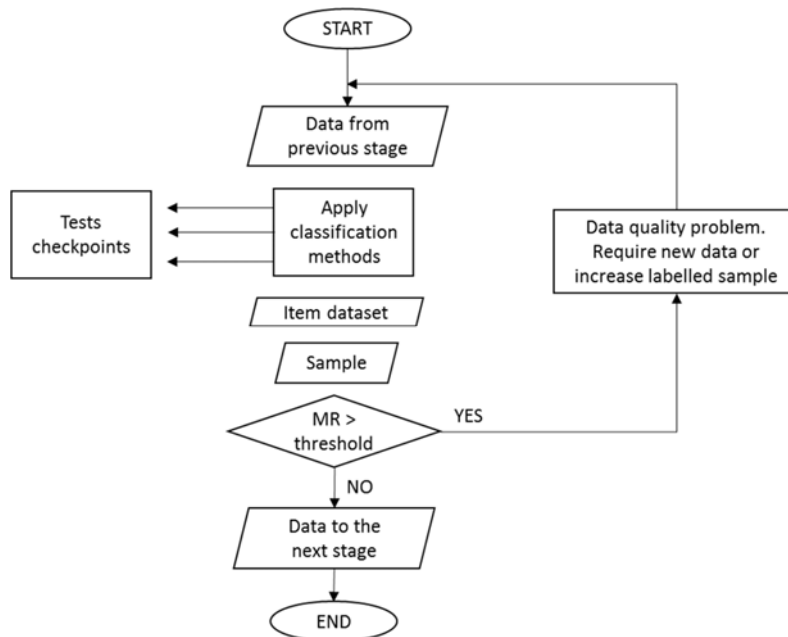 START
Data from
previous stage
Tests
checkpoints
Apply
classification
methods
Data quality problem.
Require new data or
increase labelled sample
Item dataset
Sample
MR >
threshold
YES
NO
Data to the
next stage
END